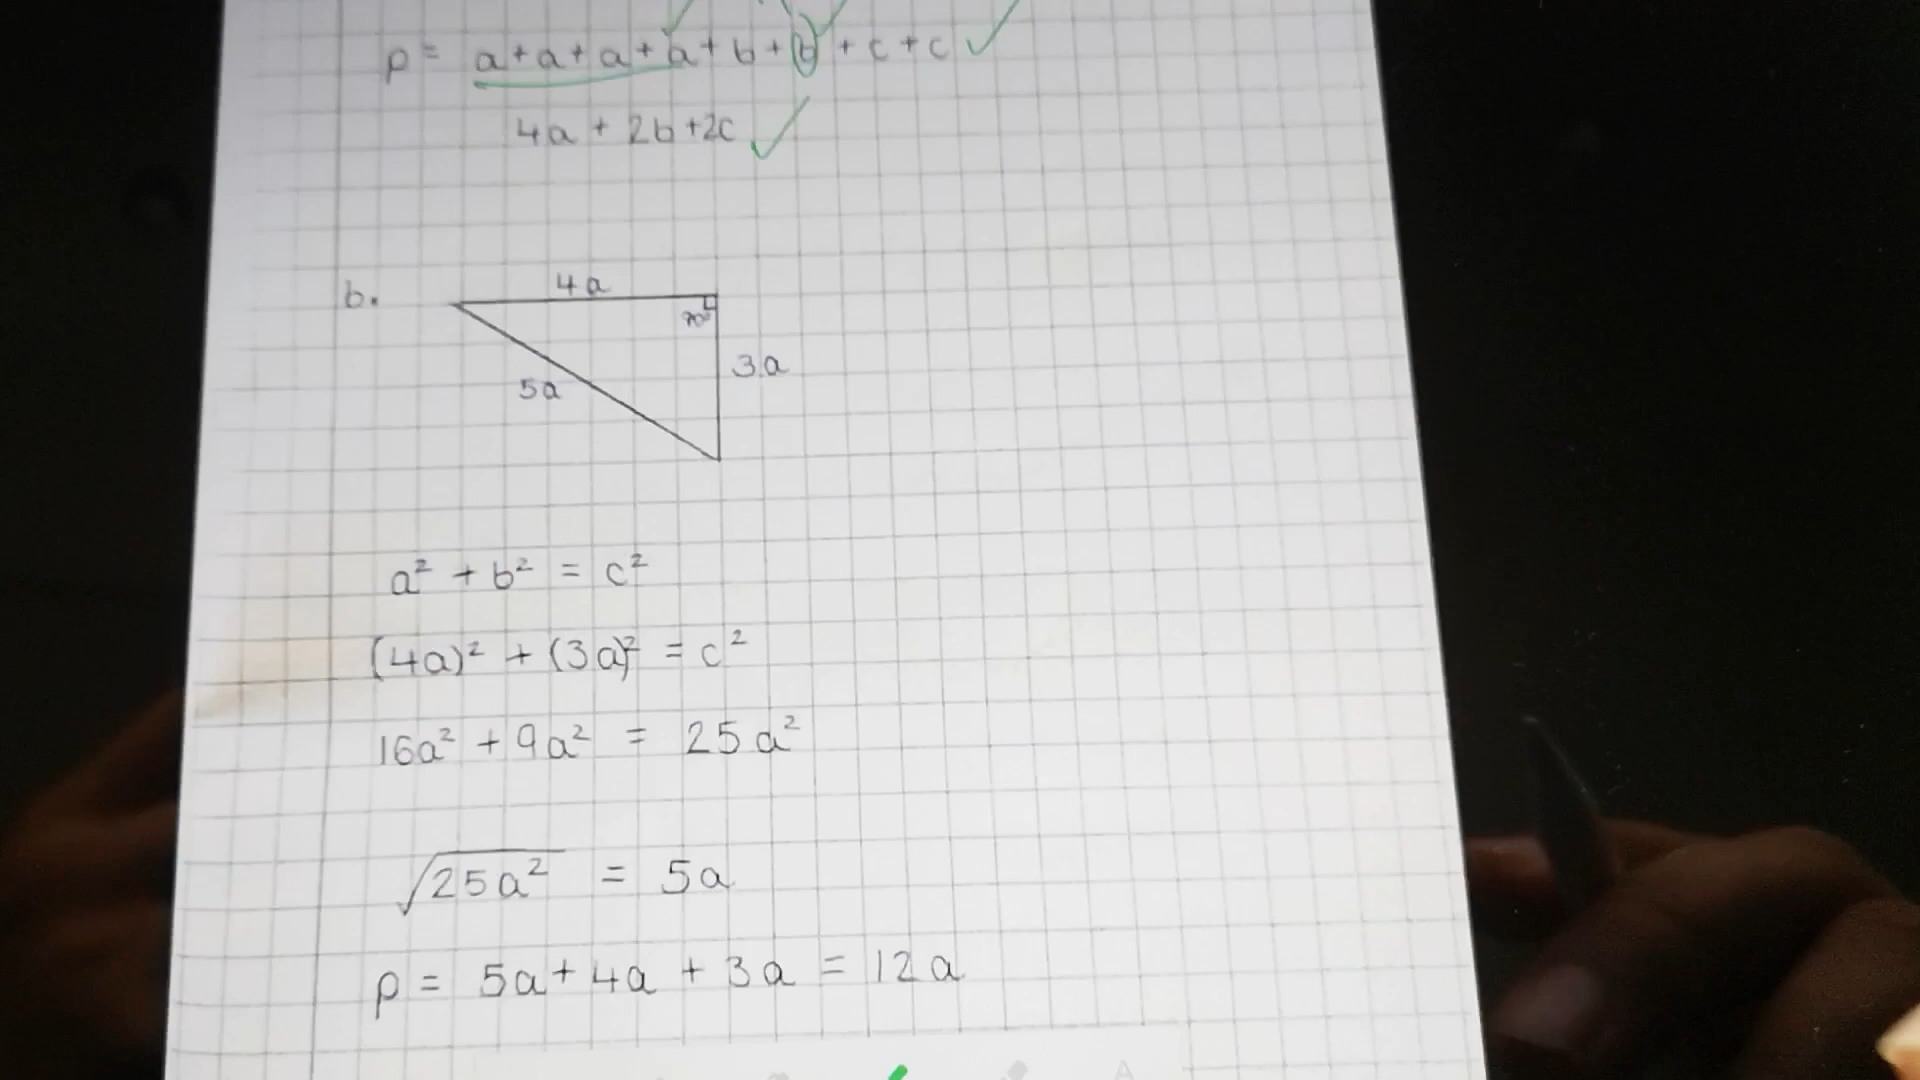 p = a+a+a+a+b+b+c+c
4a + 2b +2c
b.
4a
90°
3a
5a
a² + b² = c²
(4a)² + (3a)² = c²
16a² + 9a² = 25a²
√25a² = 5a
p = 5a + 4a + 3a = 12a
A